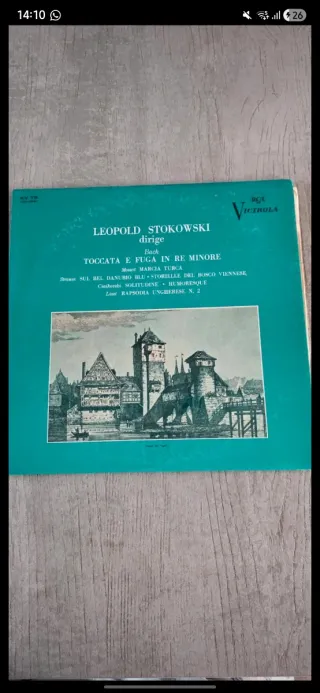 14:10
26
RCA
VICTROLA
LEOPOLD STOKOWSKI
dirige
Bach
TOCCATA E FUGA IN RE MINORE
Mozart MARCIA TURCA
Strauss SUL BEL DANUBIO BLU • STORIELLE DEL BOSCO VIENNESE,
Ciaikovski SOLITUDINE • HUMORESQUE
Liszt RAPSODIA UNGHERESE N. 2